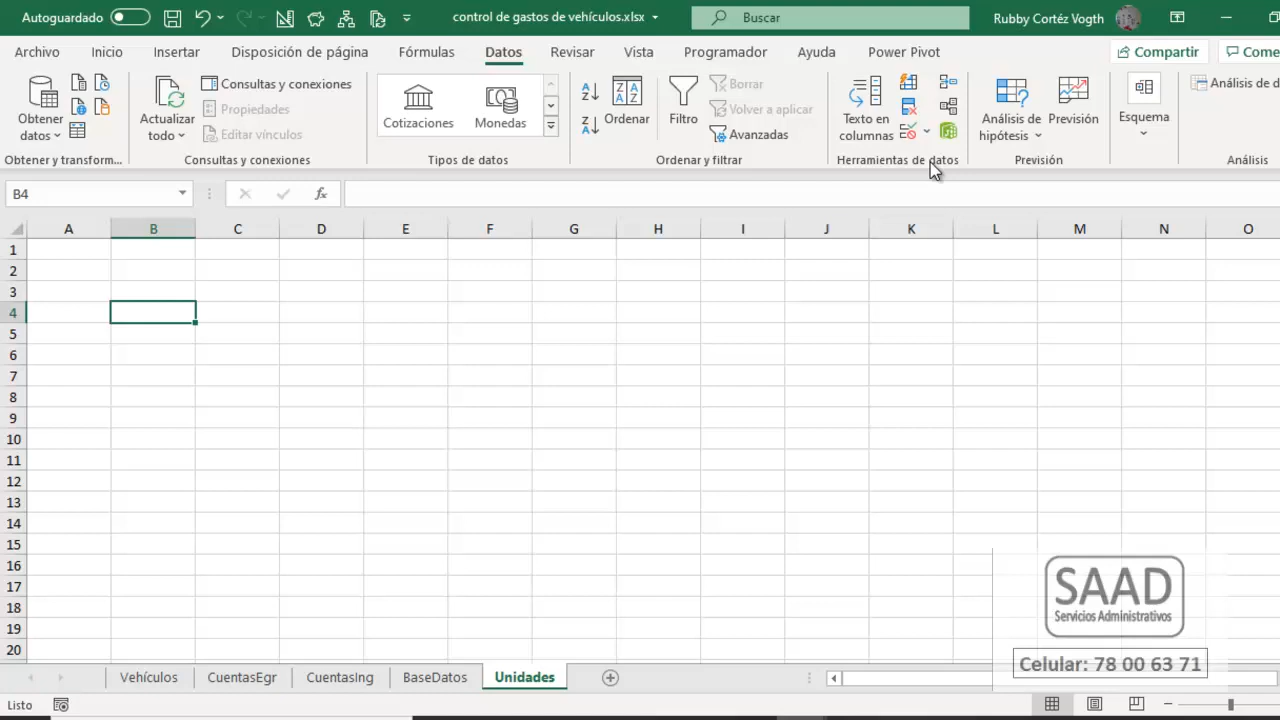 Autoguardado
control de gastos de vehículos.xlsx
Buscar
Rubby Cortéz Vogth
Archivo Inicio Insertar Disposición de página Fórmulas Datos Revisar Vista Programador Ayuda Power Pivot Compartir Come
Obtener datos
Actualizar todo
Consultas y conexiones
Propiedades
Editar vínculos
Cotizaciones
Monedas
Ordenar
Filtro
Borrar
Volver a aplicar
Avanzadas
Texto en columnas
Análisis de hipótesis
Previsión
Esquema
Análisis de d
Obtener y transform... Consultas y conexiones Tipos de datos Ordenar y filtrar Herramientas de datos Previsión Análisis
B4
fx
A B C D E F G H I J K L M N O
1
2
3
4
5
6
7
8
9
10
11
12
13
14
15
16
17
18
19
20
SAAD
Servicios Administrativos
Celular: 78 00 63 71
Vehículos CuentasEgr CuentasIng BaseDatos Unidades
Listo